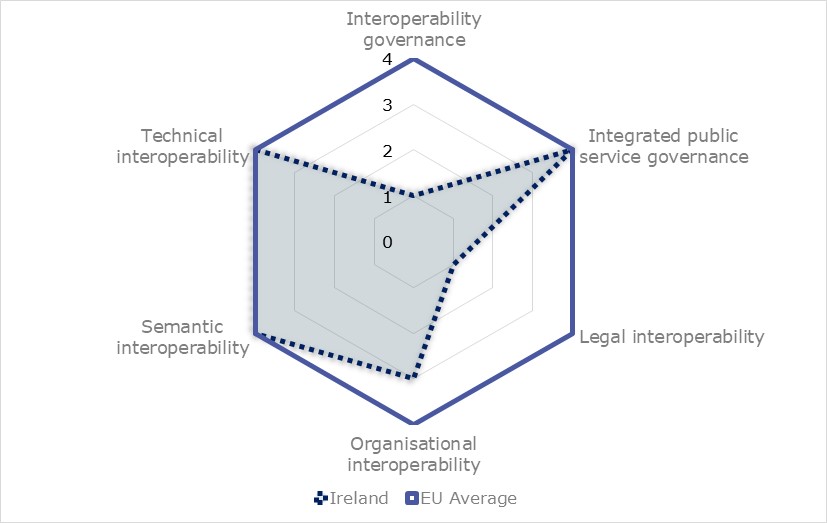 Interoperability
governance
4
3
2
1
0
Technical
interoperability
Integrated public
service governance
Semantic
interoperability
Legal interoperability
Organisational
interoperability
Ireland EU Average